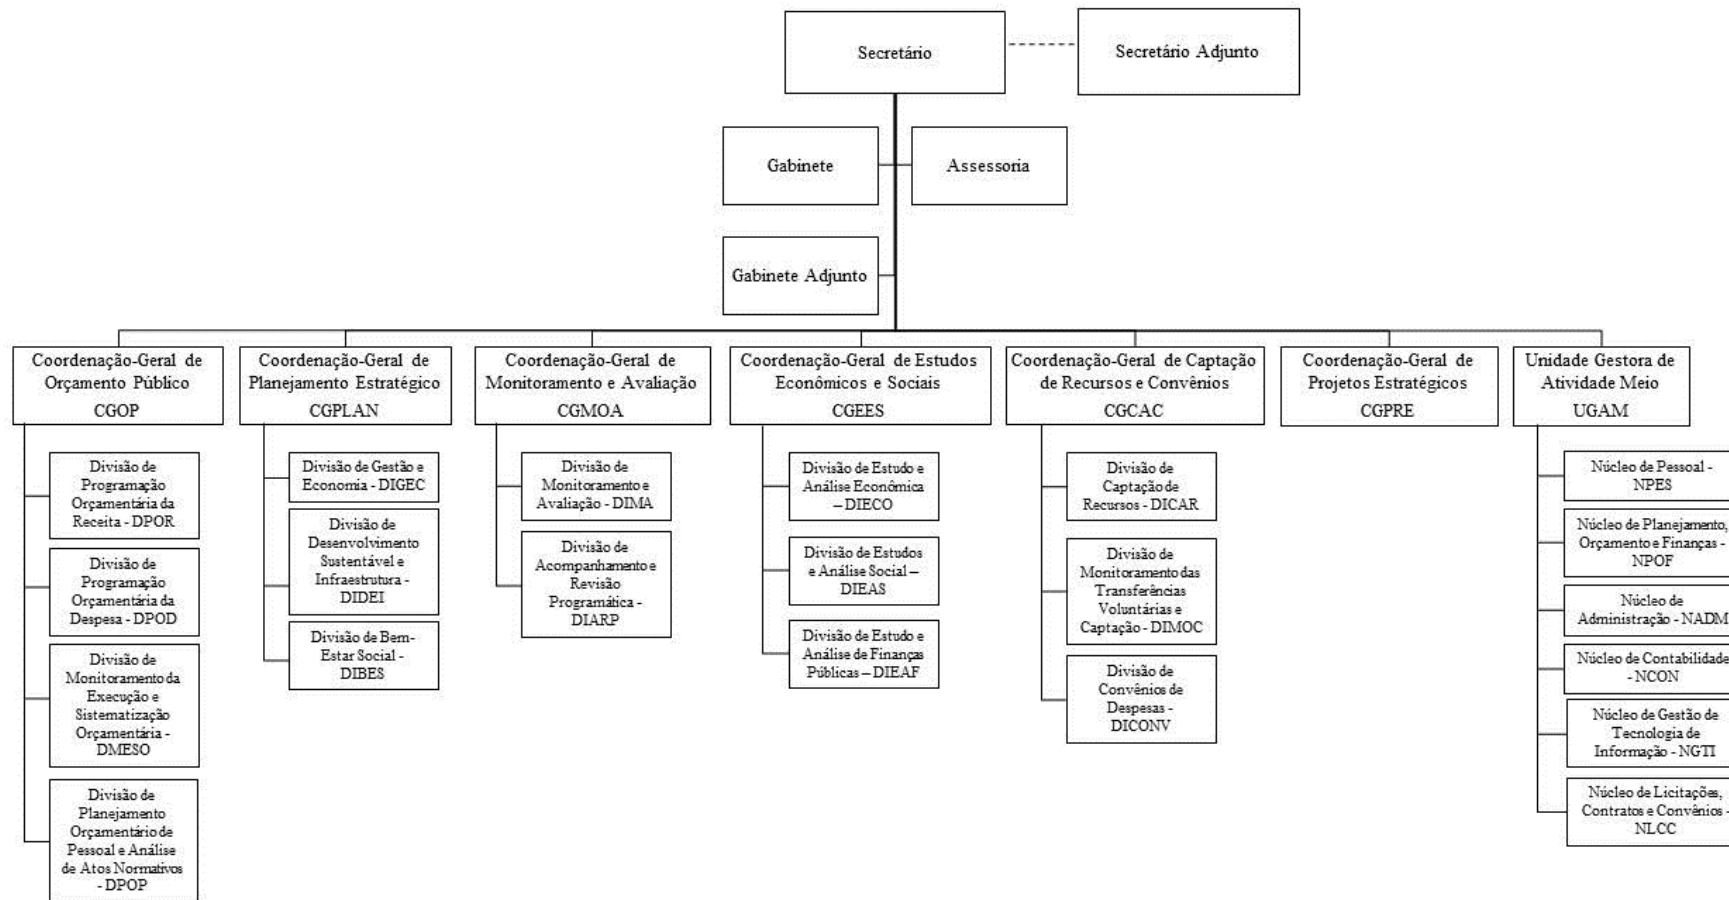 Secretário
Secretário Adjunto
Gabinete
Assessoria
Gabinete Adjunto
Coordenação-Geral de
Orçamento Público
CGOP
Coordenação-Geral de
Planejamento Estratégico
CGPLAN
Coordenação-Geral de
Monitoramento e Avaliação
CGMOA
Coordenação-Geral de Estudos
Econômicos e Sociais
CGEES
Coordenação-Geral de Captação
de Recursos e Convênios
CGCAC
Coordenação-Geral de
Projetos Estratégicos
CGPRE
Unidade Gestora de
Atividade Meio
UGAM
Divisão de
Programação
Orçamentária da
Receita - DPOR
Divisão de
Programação
Orçamentária da
Despesa - DPOD
Divisão de
Monitoramento da
Execução e
Sistematização
Orçamentária -
DMESO
Divisão de
Planejamento
Orçamentário de
Pessoal e Análise
de Atos Normativos
- DPOP
Divisão de Gestão e
Economia - DIGEC
Divisão de
Desenvolvimento
Sustentável e
Infraestrutura -
DIDEI
Divisão de Bem-
Estar Social -
DIBES
Divisão de
Monitoramento e
Avaliação - DIMA
Divisão de
Acompanhamento e
Revisão
Programática -
DIARP
Divisão de Estudo e
Análise Econômica
– DIECO
Divisão de Estudos
e Análise Social –
DIEAS
Divisão de Estudo e
Análise de Finanças
Públicas – DIEAF
Divisão de
Captação de
Recursos - DICAR
Divisão de
Monitoramento das
Transferências
Voluntárias e
Captação - DIMOC
Divisão de
Convênios de
Despesas -
DICONV
Núcleo de Pessoal -
NPES
Núcleo de Planejamento,
Orçamento e Finanças -
NPOF
Núcleo de
Administração - NADM
Núcleo de Contabilidade
- NCON
Núcleo de Gestão de
Tecnologia de
Informação - NGTI
Núcleo de Licitações,
Contratos e Convênios -
NLCC